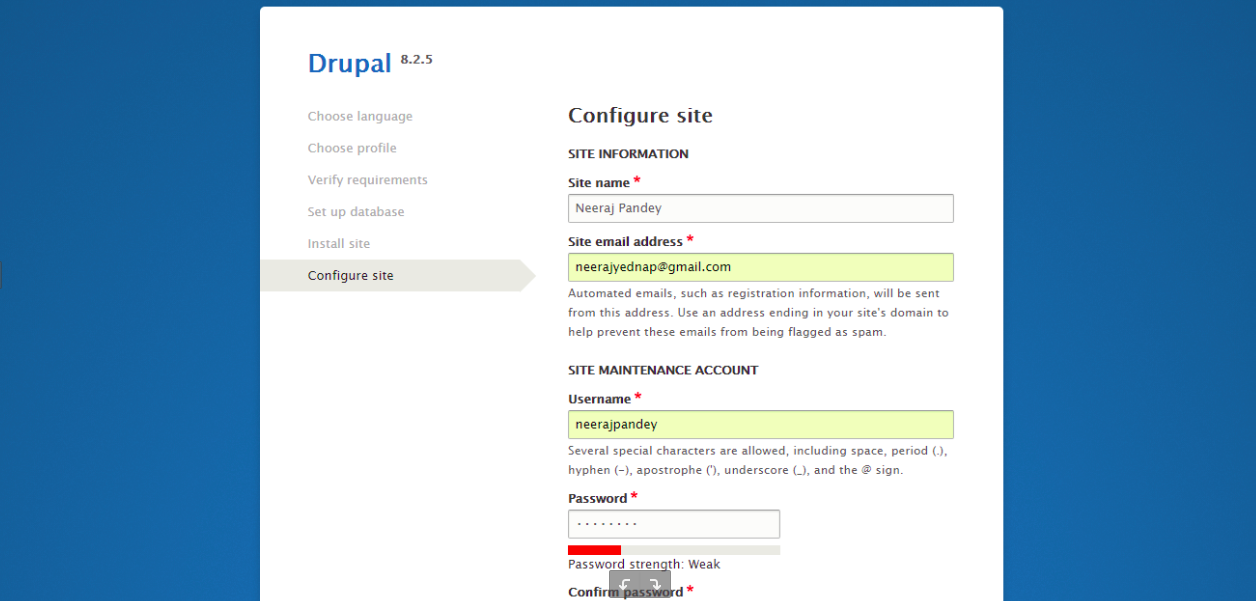 Drupal 8.2.5
Choose language
Choose profile
Verify requirements
Set up database
Install site
Configure site
Configure site
SITE INFORMATION
Site name *
Neeraj Pandey
Site email address *
neerajyednap@gmail.com
Automated emails, such as registration information, will be sent
from this address. Use an address ending in your site's domain to
help prevent these emails from being flagged as spam.
SITE MAINTENANCE ACCOUNT
Username *
neerajpandey
Several special characters are allowed, including space, period (.),
hyphen (-), apostrophe ('), underscore (_), and the @ sign.
Password *
········
Password strength: Weak
Confirm password *